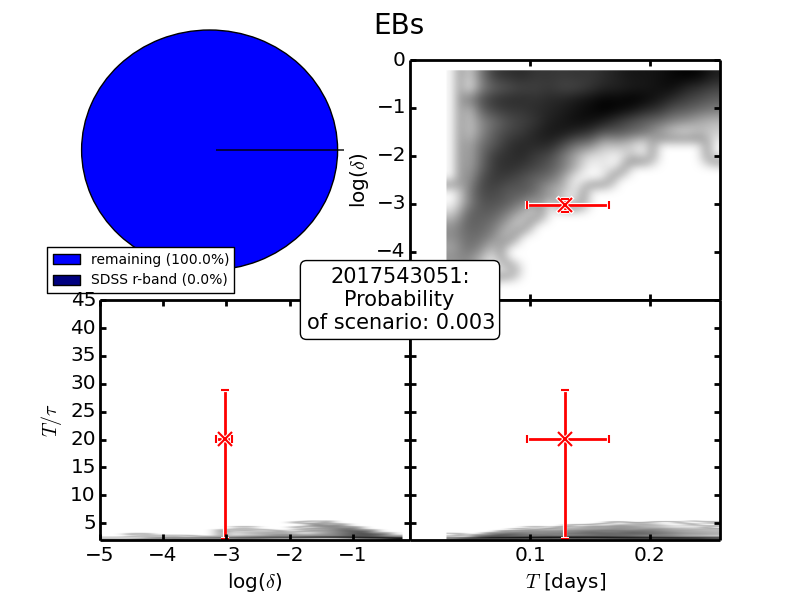 EBs
remaining (100.0%)
SDSS r-band (0.0%)
log(δ)
0
−1
−2
−3
−4
2017543051:
Probability
of scenario: 0.003
T/τ
45
40
35
30
25
20
15
10
5
−5 −4 −3 −2 −1
log(δ)
0.1 0.2
T [days]